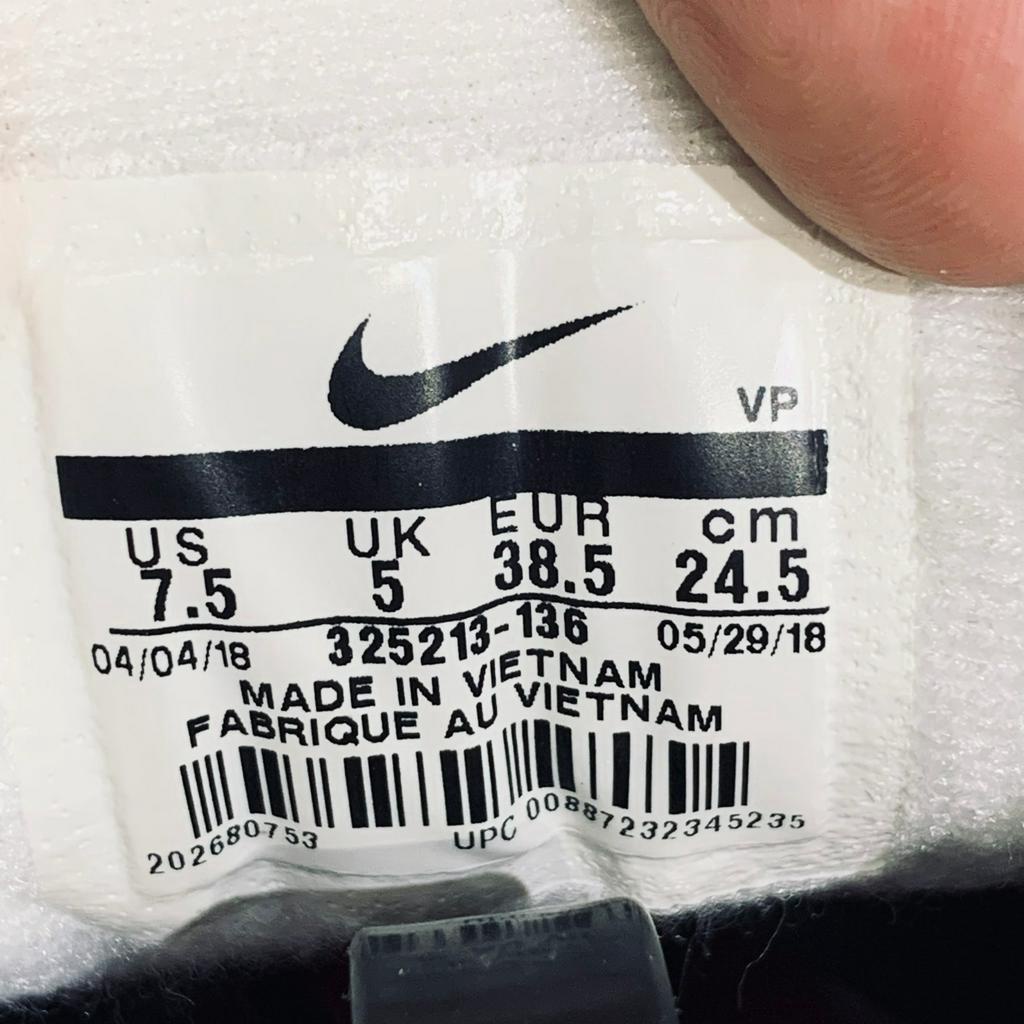 VP
US UK EUR cm
7.5 5 38.5 24.5
04/04/18 325213-136 05/29/18
MADE IN VIETNAM
FABRIQUE AU VIETNAM
202680753 UPC 00887232345235